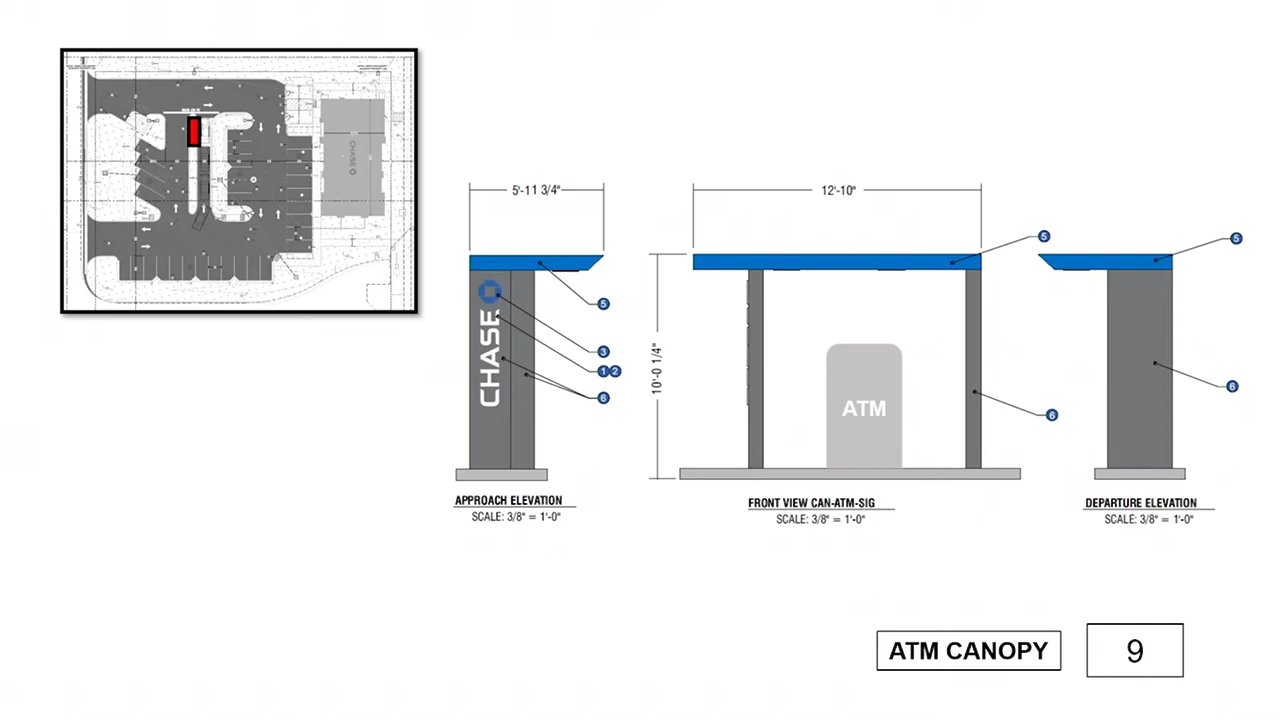 5'-11 3/4"
12'-10"
5
5
5
CHASE
CHASE
3
1 2
6
10'-0 1/4"
ATM
6
6
APPROACH ELEVATION
SCALE: 3/8" = 1'-0"
FRONT VIEW CAN-ATM-SIG
SCALE: 3/8" = 1'-0"
DEPARTURE ELEVATION
SCALE: 3/8" = 1'-0"
ATM CANOPY
9